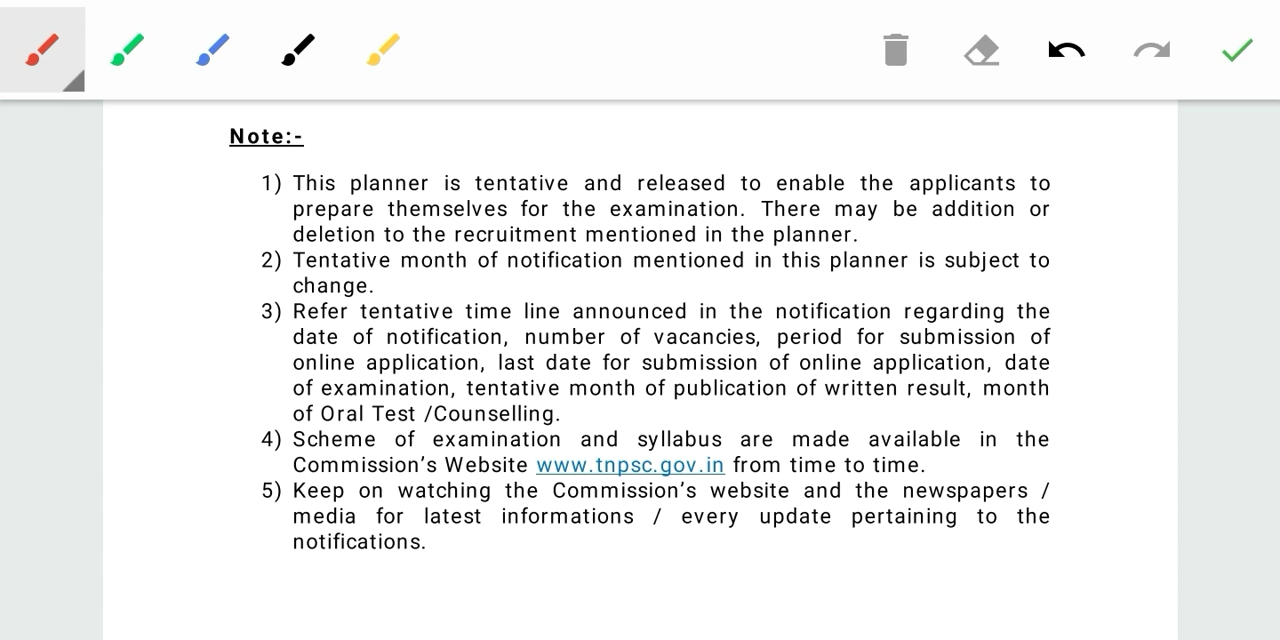 Note:-
1) This planner is tentative and released to enable the applicants to
prepare themselves for the examination. There may be addition or
deletion to the recruitment mentioned in the planner.
2) Tentative month of notification mentioned in this planner is subject to
change.
3) Refer tentative time line announced in the notification regarding the
date of notification, number of vacancies, period for submission of
online application, last date for submission of online application, date
of examination, tentative month of publication of written result, month
of Oral Test /Counselling.
4) Scheme of examination and syllabus are made available in the
Commission’s Website www.tnpsc.gov.in from time to time.
5) Keep on watching the Commission’s website and the newspapers /
media for latest informations / every update pertaining to the
notifications.